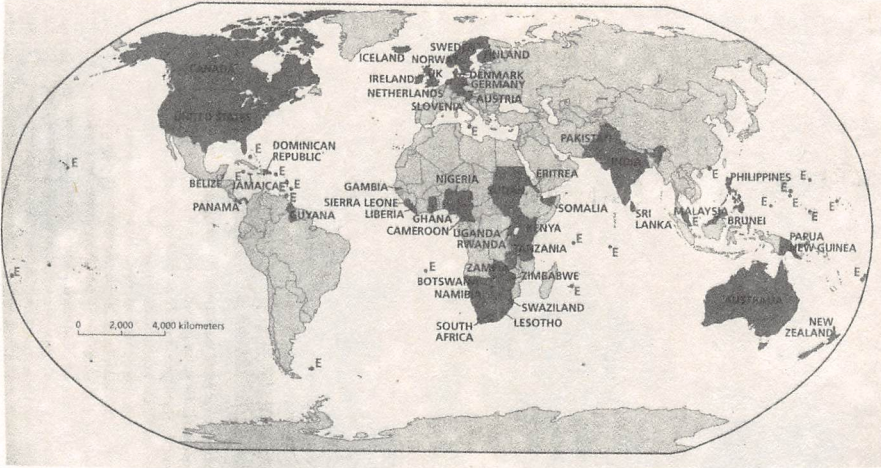 SWEDEN
ICELAND
NORWAY
FINLAND
IRELAND
UK
DENMARK
NETHERLANDS
GERMANY
SLOVENIA
AUSTRIA
CANADA
UNITED STATES
E
E
DOMINICAN
REPUBLIC
E
E
E
BELIZE
JAMAICA
E
E
PANAMA
GUYANA
E
PAKISTAN
INDIA
GAMBIA
NIGERIA
SUDAN
ERITREA
SIERRA LEONE
LIBERIA
GHANA
CAMEROON
SOMALIA
UGANDA
KENYA
RWANDA
TANZANIA
E
E
SRI
LANKA
MALAYSIA
E
BRUNEI
E
PHILIPPINES
E
E
E
E
E
E
PAPUA
NEW GUINEA
E
E
ZAMBIA
BOTSWANA
ZIMBABWE
NAMIBIA
E
SWAZILAND
LESOTHO
SOUTH
AFRICA
AUSTRALIA
NEW
ZEALAND
E
0 2,000 4,000 kilometers
E